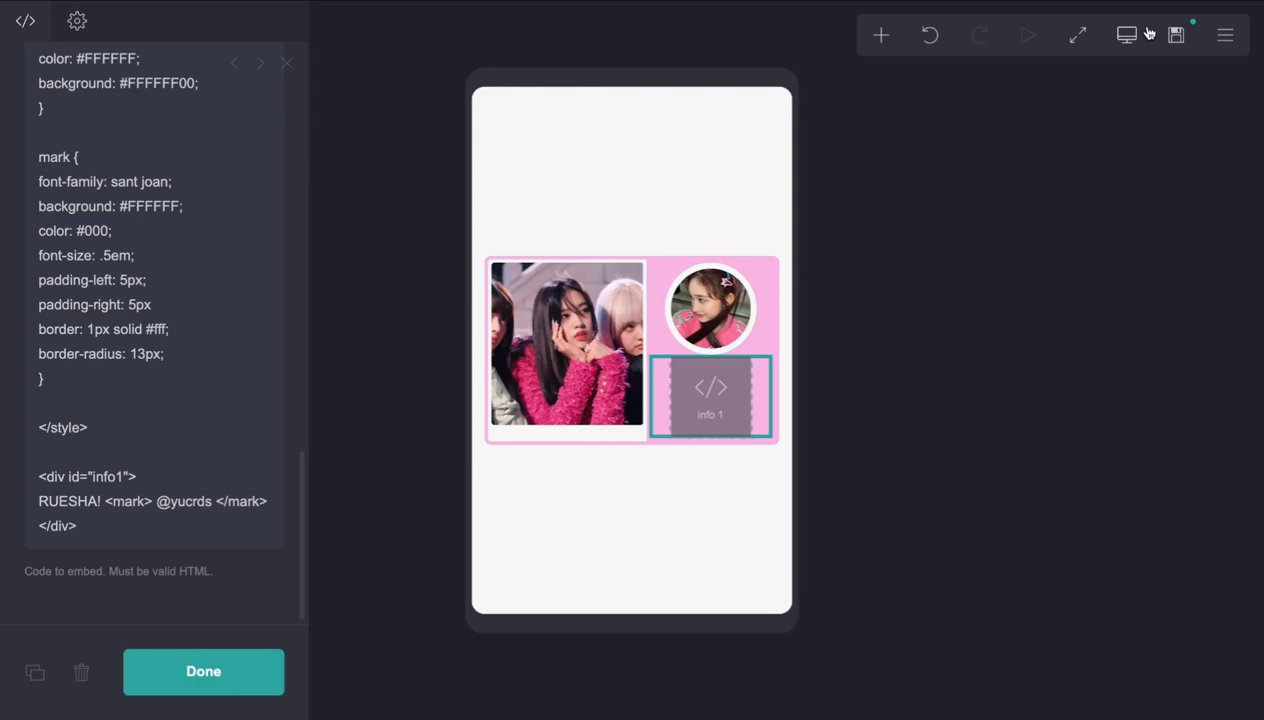 color: #FFFFFF;
background: #FFFFFF00;
}
mark {
font-family: sant joan;
background: #FFFFFF;
color: #000;
font-size: .5em;
padding-left: 5px;
padding-right: 5px
border: 1px solid #fff;
border-radius: 13px;
}
</style>
<div id="info1">
RUESHA! <mark> @yucrds </mark>
</div>
Code to embed. Must be valid HTML.
Done
</>
info 1